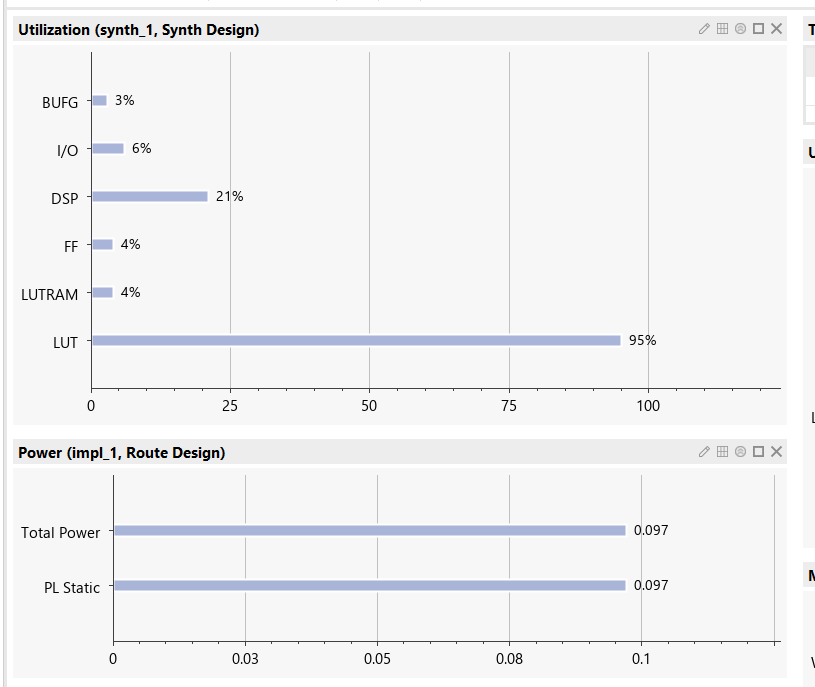 Utilization (synth_1, Synth Design)
BUFG 3%
I/O 6%
DSP 21%
FF 4%
LUTRAM 4%
LUT 95%
0 25 50 75 100
Power (impl_1, Route Design)
Total Power 0.097
PL Static 0.097
0 0.03 0.05 0.08 0.1